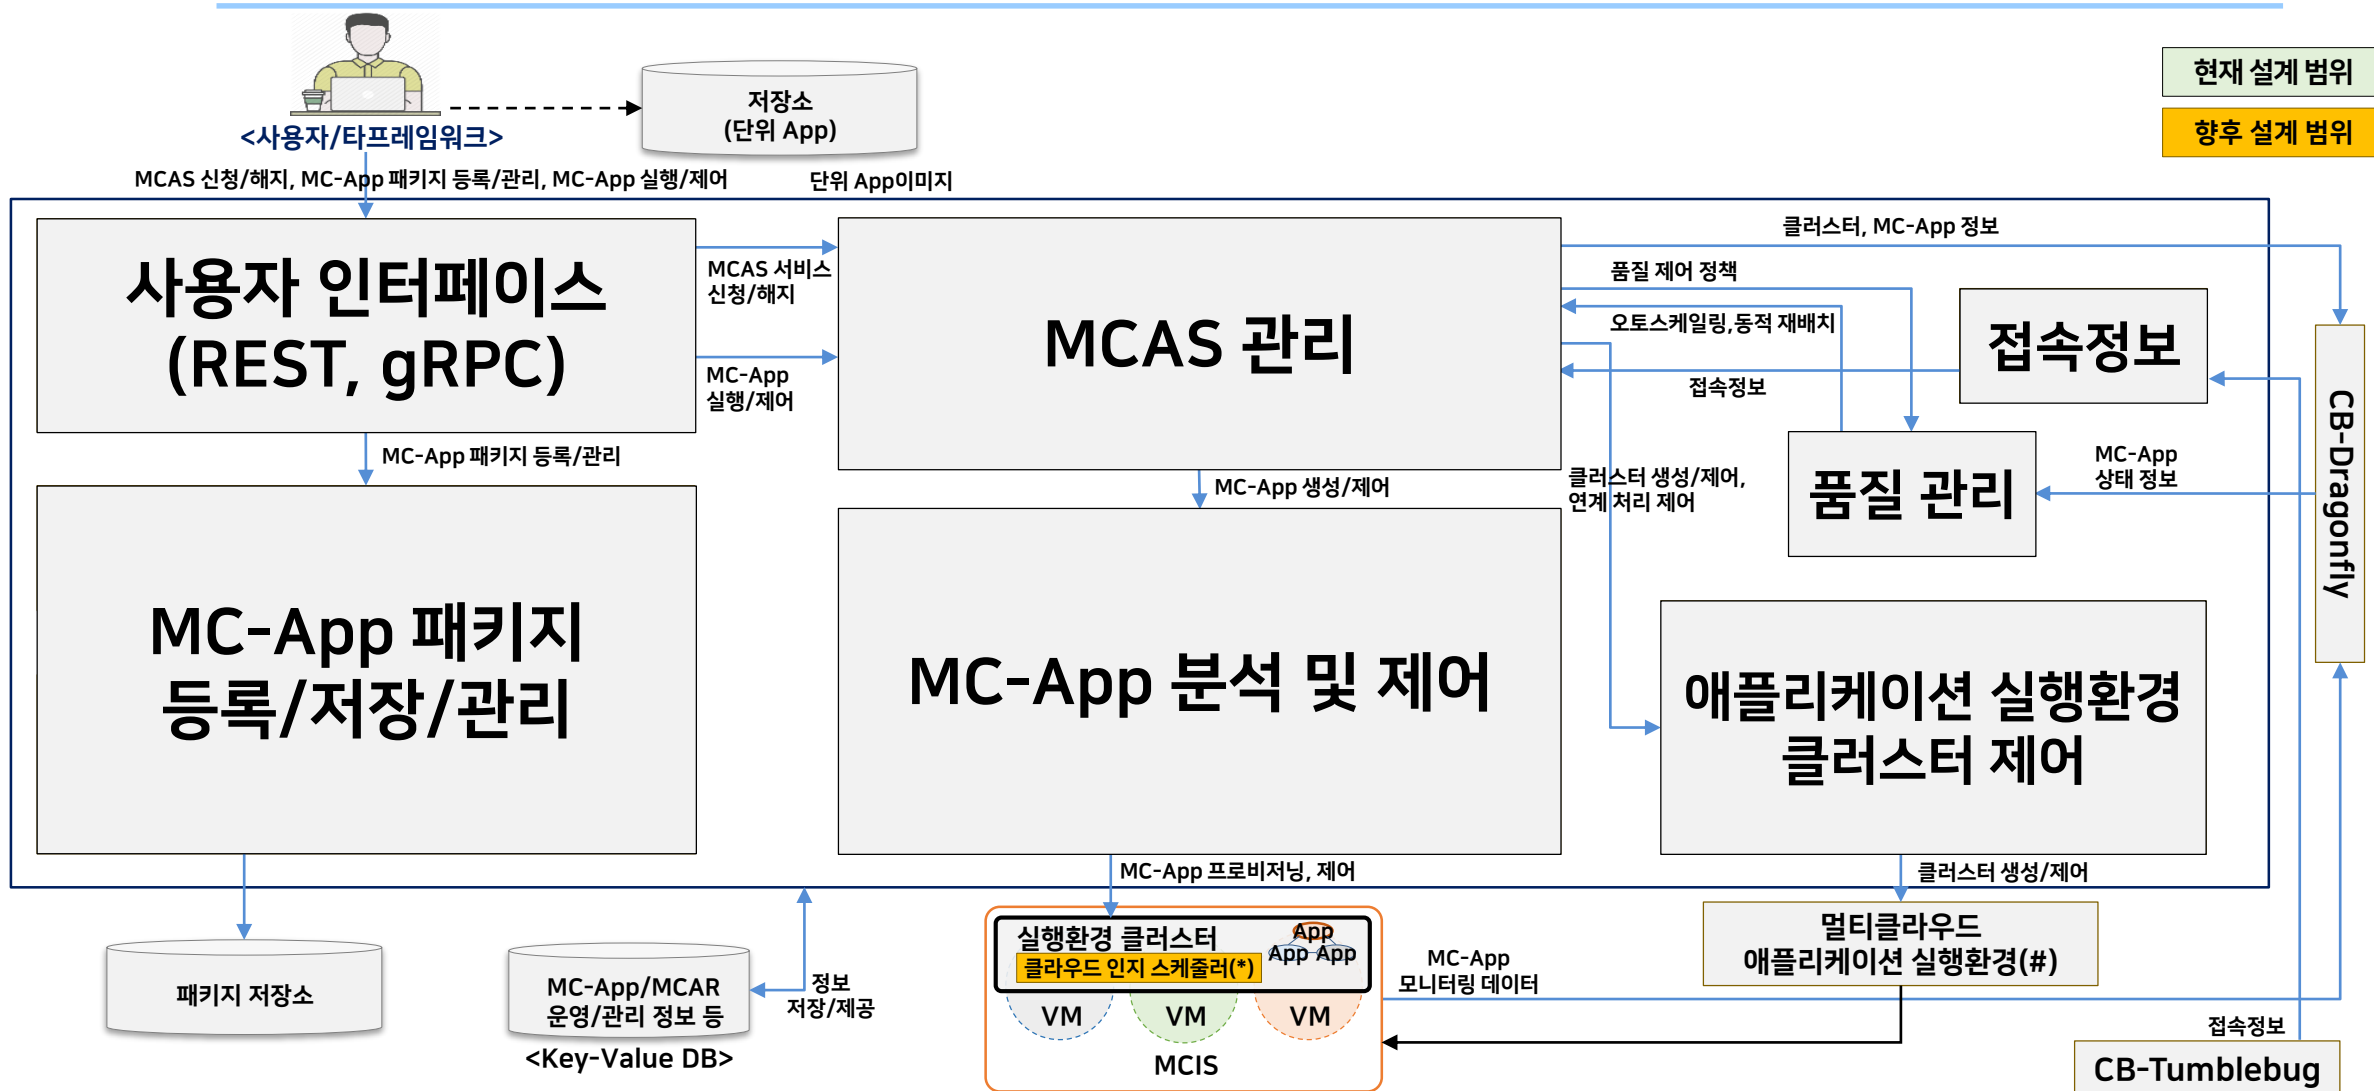 저장소
(단위 App)
현재 설계 범위
향후 설계 범위
<사용자/타프레임워크>
MCAS 신청/해지, MC-App 패키지 등록/관리, MC-App 실행/제어
단위 App이미지
사용자 인터페이스
(REST, gRPC)
MCAS 서비스
신청/해지
MC-App
실행/제어
MCAS 관리
클러스터, MC-App 정보
품질 제어 정책
오토스케일링,동적 재배치
접속정보
접속정보
CB-Dragonfly
MC-App 패키지 등록/관리
MC-App 생성/제어
클러스터 생성/제어,
연계 처리 제어
품질 관리
MC-App
상태 정보
MC-App 패키지
등록/저장/관리
MC-App 분석 및 제어
애플리케이션 실행환경
클러스터 제어
MC-App 프로비저닝, 제어
클러스터 생성/제어
패키지 저장소
MC-App/MCAR
운영/관리 정보 등
<Key-Value DB>
정보
저장/제공
실행환경 클러스터
클라우드 인지 스케줄러(*)
App
App App
VM
VM
VM
MCIS
MC-App
모니터링 데이터
멀티클라우드
애플리케이션 실행환경(#)
접속정보
CB-Tumblebug